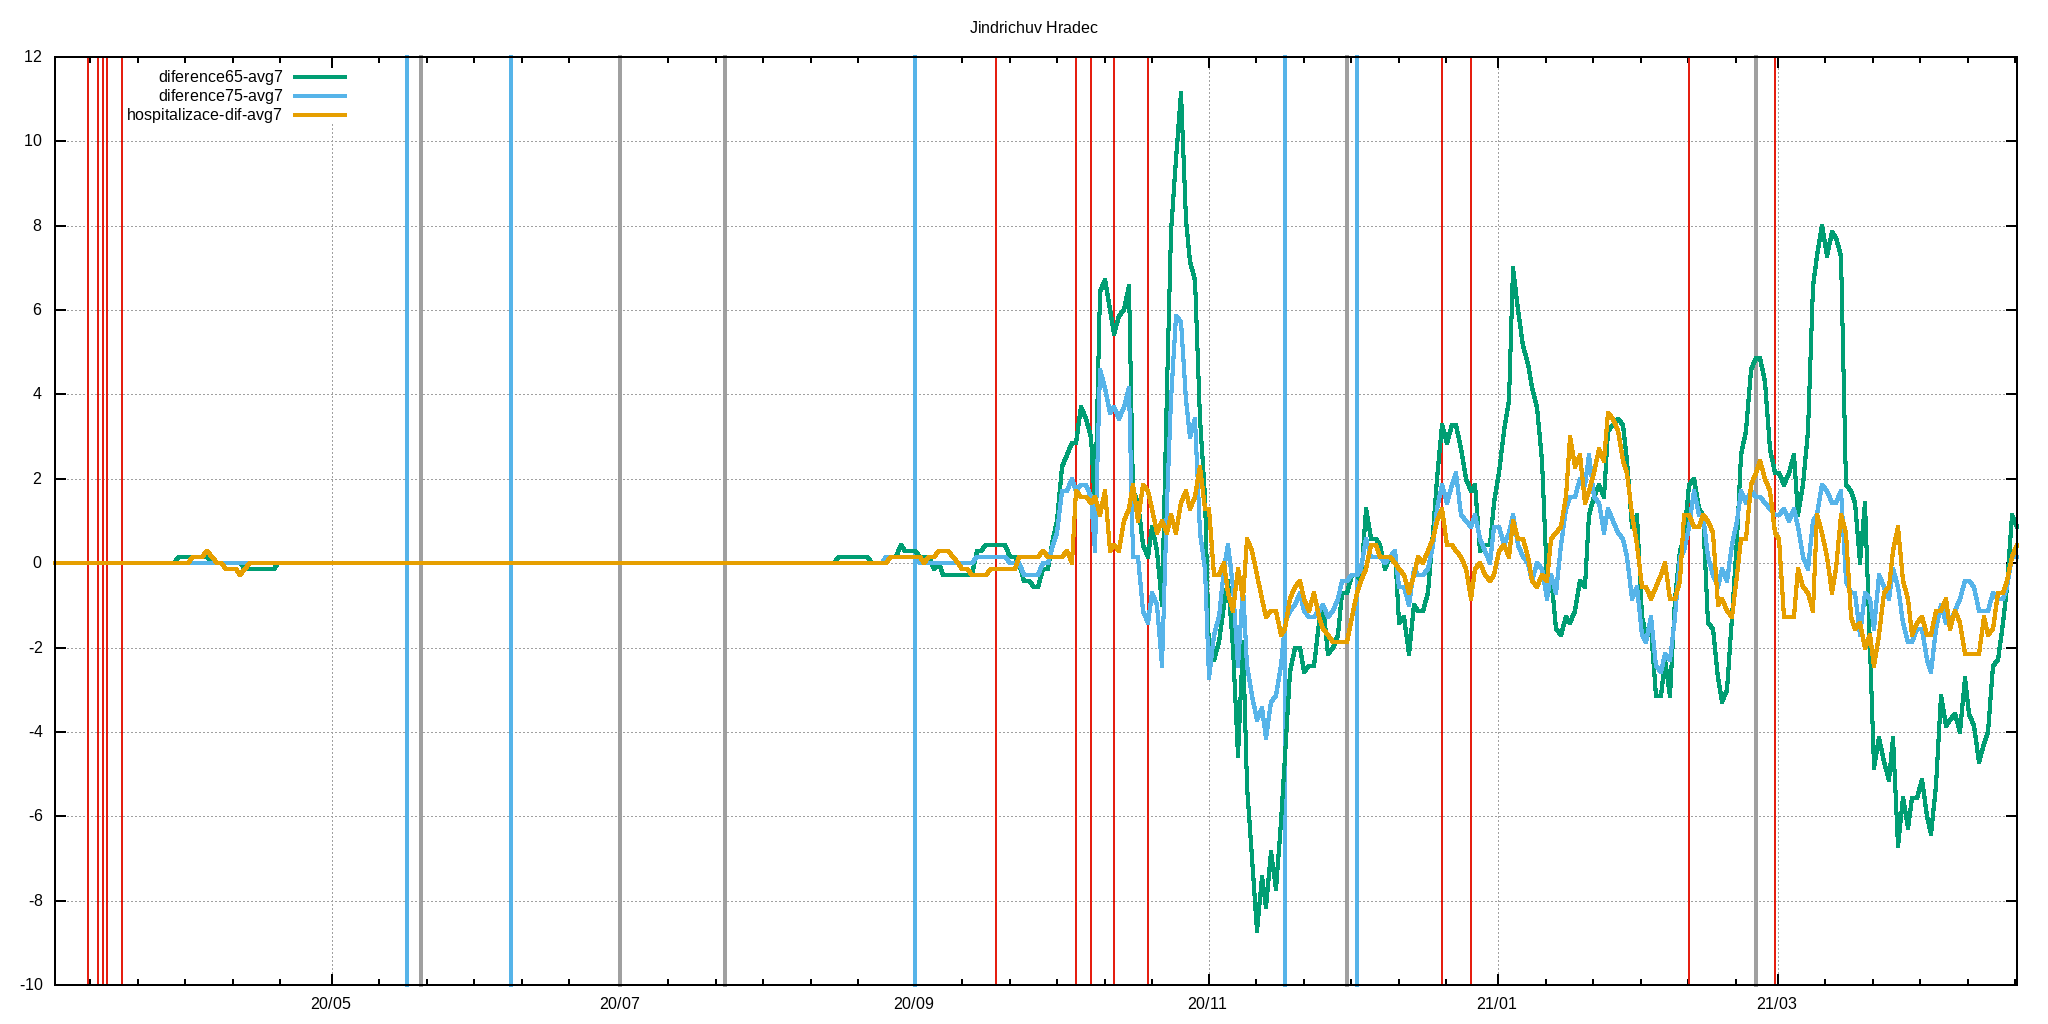 Jindrichuv Hradec
12
diference65-avg7
diference75-avg7
hospitalizace-dif-avg7
10
8
6
4
2
0
-2
-4
-6
-8
-10
20/05 20/07 20/09 20/11 21/01 21/03